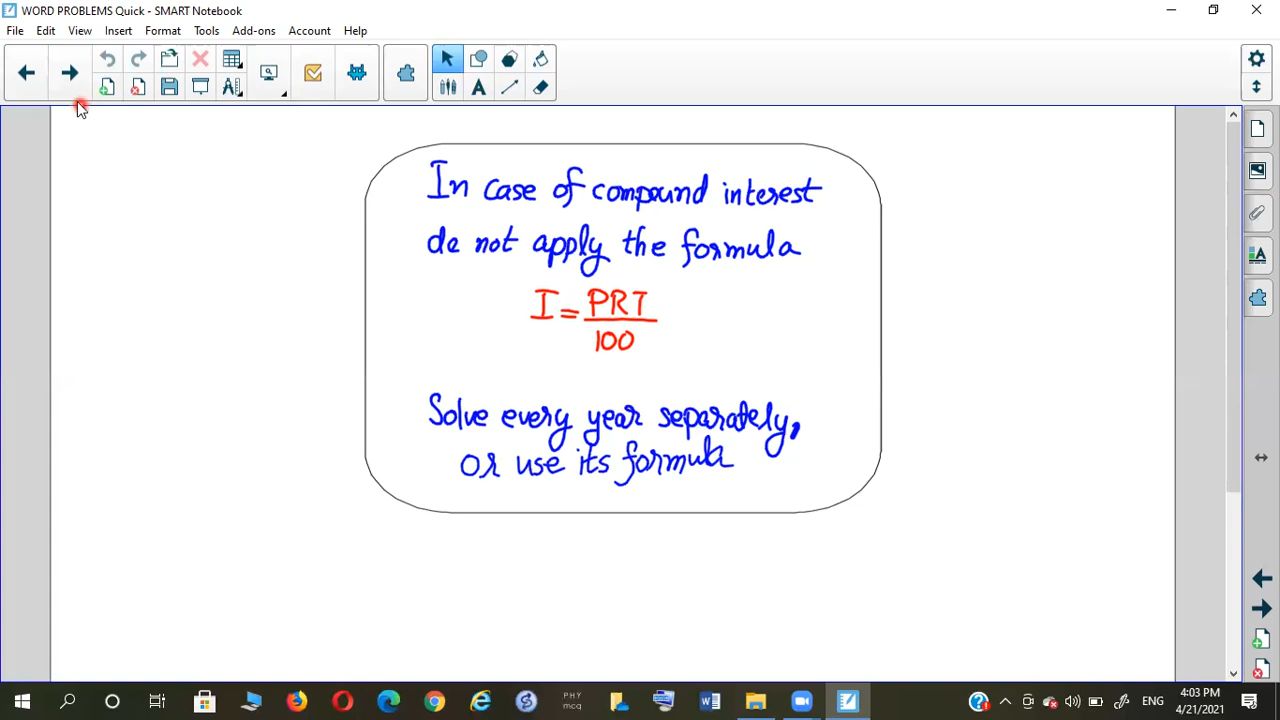 WORD PROBLEMS Quick - SMART Notebook
File Edit View Insert Format Tools Add-ons Account Help
In case of compound interest
do not apply the formula
I = PRT
100
Solve every year separately,
or use its formula
PHY
mcq
ENG
4:03 PM
4/21/2021